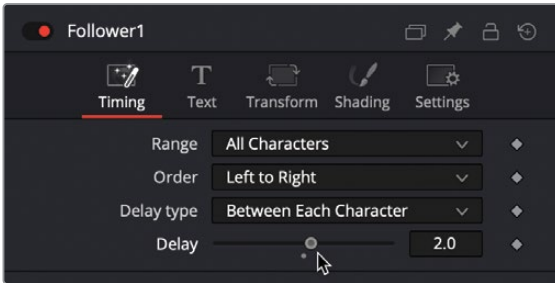 Follower1
Timing Text Transform Shading Settings
Range All Characters
Order Left to Right
Delay type Between Each Character
Delay 2.0